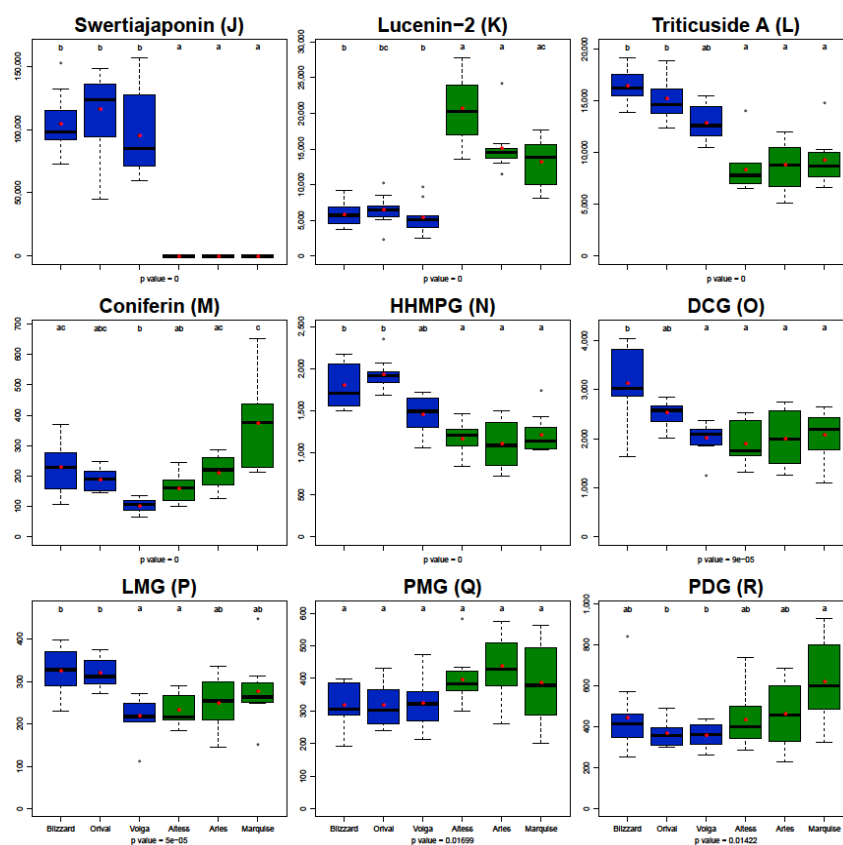 Swertiajaponin (J)
b b b a a a
150,000
100,000
50,000
0
p value = 0
Lucenin−2 (K)
b bc b a a ac
30,000
25,000
20,000
15,000
10,000
5,000
0
p value = 0
Triticuside A (L)
b b ab a a a
20,000
15,000
10,000
5,000
0
p value = 0
Coniferin (M)
ac abc b ab ac c
700
600
500
400
300
200
100
0
p value = 0
HHMPG (N)
b b ab a a a
2,500
2,000
1,500
1,000
500
0
p value = 0
DCG (O)
b ab a a a a
4,000
3,000
2,000
1,000
0
p value = 9e−05
LMG (P)
b b a a ab ab
400
300
200
100
0
Blizzard Orival Volga Altess Aries Marquise
p value = 5e−05
PMG (Q)
a a a a a a
600
500
400
300
200
100
0
Blizzard Orival Volga Altess Aries Marquise
p value = 0.01699
PDG (R)
ab b b ab ab a
1,000
800
600
400
200
0
Blizzard Orival Volga Altess Aries Marquise
p value = 0.01422